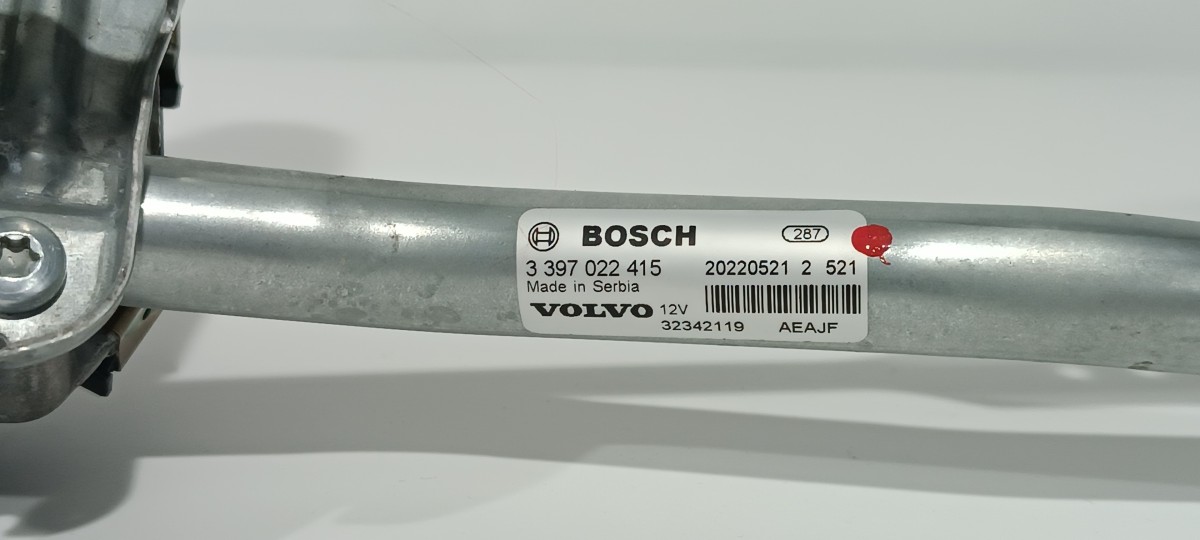 BOSCH 287
3 397 022 415 20220521 2 521
Made in Serbia
VOLVO 12V
32342119 AEAJF